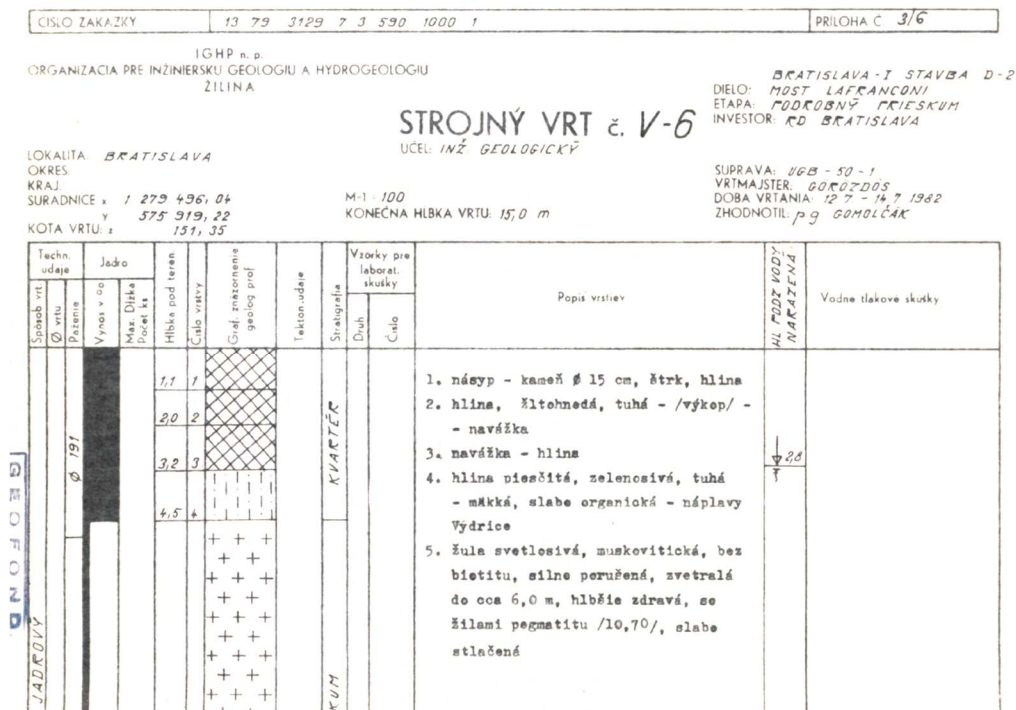 ČISLO ZAKAZKY 13 79 3129 7 3 590 1000 1 PRILOHA Č 3/6
IGHP n. p.
ORGANIZACIA PRE INŽINIERSKU GEOLOGIU A HYDROGEOLOGIU
ŽILINA
BRATISLAVA-I STAVBA D-2
DIELO: MOST LAFRANCONI
ETAPA: PODROBNÝ PRIESKUM
INVESTOR: RD BRATISLAVA
STROJNÝ VRT č. V-6
UČEL: INŽ GEOLOGICKÝ
LOKALITA: BRATISLAVA
OKRES
KRAJ
SURADNICE x 1 279 496,04
y 575 919,22
KOTA VRTU: z 151,35
M-1 : 100
KONEČNA HLBKA VRTU: 15,0 m
SUPRAVA: UGB - 50 - 1
VRTMAJSTER: GOROZDOS
DOBA VRTANIA: 12 7 - 14 7 1982
ZHODNOTIL: p g GOMOLČÁK
Techn. udaje
Spôsob vrt.
Ø vrtu
Paženie
Jadro
Vynos v %
Max. Dĺžka
Počet ks
Hlbka pod teren.
Čislo vrstvy
Graf. znazornenie
geolog prof
Tekton. udaje
Stratigrafia
Vzorky pre
laborat.
skušky
Druh
Čislo
Popis vrstiev
HL PODZ VODY
NARAZENÁ
Vodne tlakove skušky
1,1 1
2,0 2
3,2 3
4,5 4
Ø 191
JADROVÝ
KVARTÉR
KUM
1. násyp - kameň Ø 15 cm, štrk, hlina
2. hlina, žltohnedá, tuhá - /výkop/ -
- navážka
3. navážka - hlina
4. hlina piesčitá, zelenosivá, tuhá
- mäkká, slabe organická - náplavy
Vydrice
5. žula svetlosivá, muskovitická, bez
biotitu, silne porušená, zvetralá
do cca 6,0 m, hlbšie zdravá, so
žilami pegmatitu /10,70/, slabe
stlačená
2,8
GEOFOND